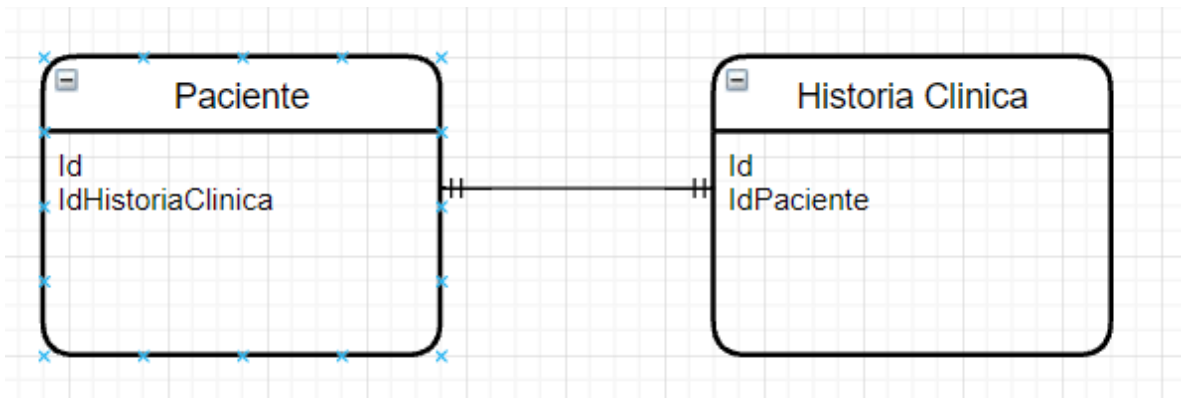 Paciente
Id
IdHistoriaClinica
Historia Clinica
Id
IdPaciente